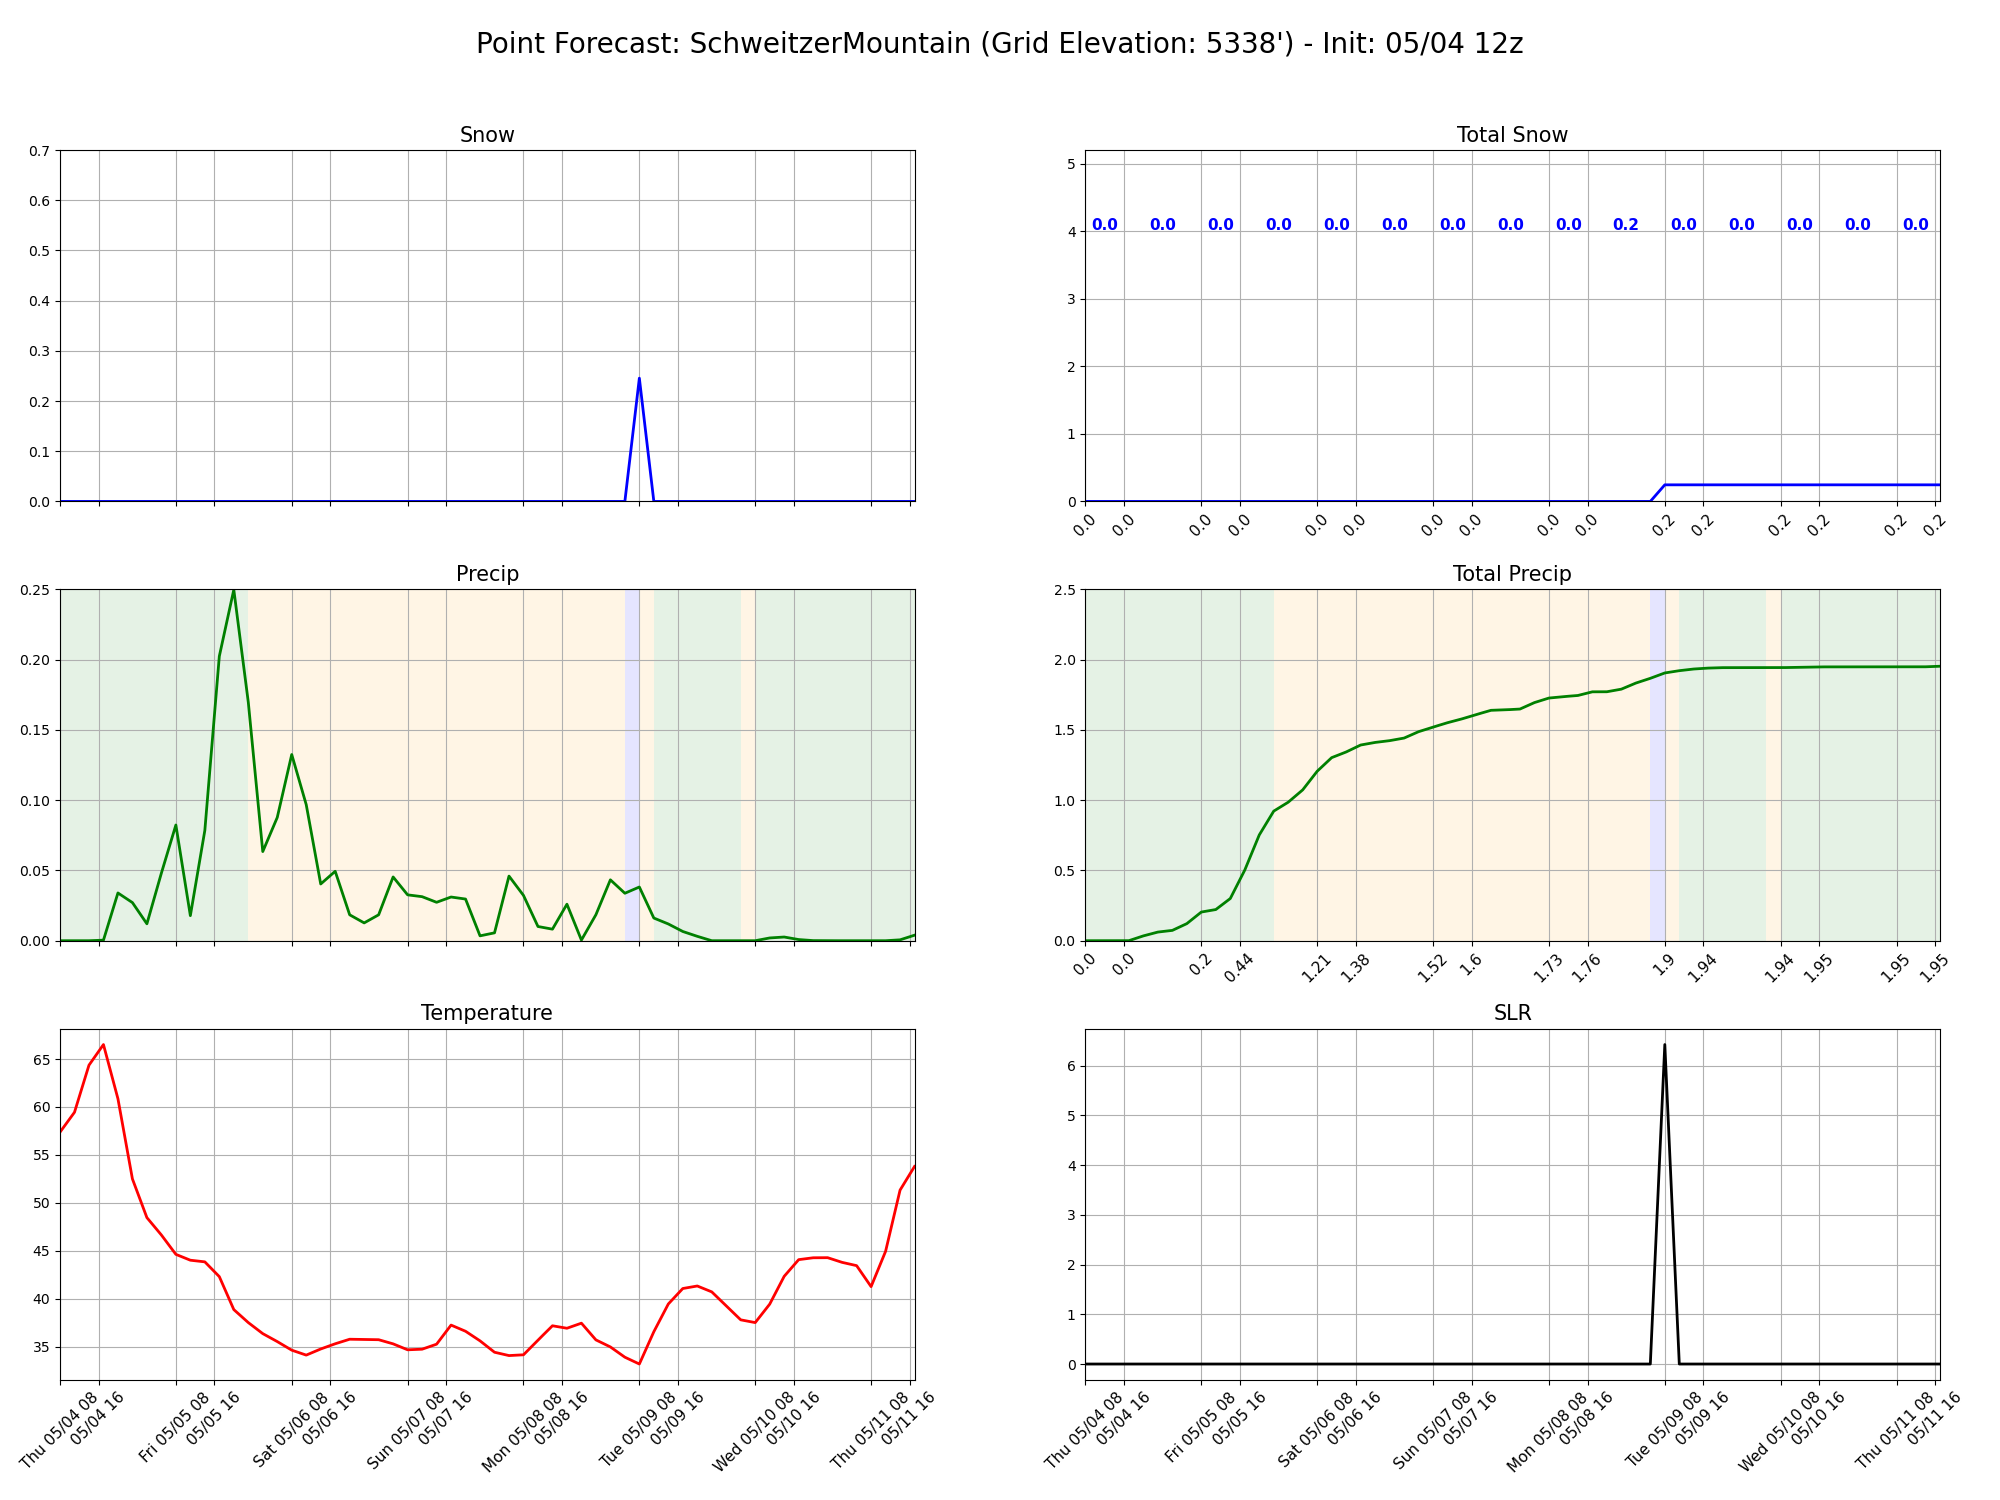 Point Forecast: SchweitzerMountain (Grid Elevation: 5338') - Init: 05/04 12z
Snow
0.7
0.6
0.5
0.4
0.3
0.2
0.1
0.0
Total Snow
5
4
3
2
1
0
0.0 0.0 0.0 0.0 0.0 0.0 0.0 0.0 0.0 0.2 0.0 0.0 0.0 0.0 0.0
0.0 0.0 0.0 0.0 0.0 0.0 0.0 0.0 0.0 0.0 0.2 0.2 0.2 0.2 0.2 0.2
Precip
0.25
0.20
0.15
0.10
0.05
0.00
Total Precip
2.5
2.0
1.5
1.0
0.5
0.0
0.0 0.0 0.2 0.44 1.21 1.38 1.52 1.6 1.73 1.76 1.9 1.94 1.94 1.95 1.95 1.95
Temperature
65
60
55
50
45
40
35
Thu 05/04 08
05/04 16
Fri 05/05 08
05/05 16
Sat 05/06 08
05/06 16
Sun 05/07 08
05/07 16
Mon 05/08 08
05/08 16
Tue 05/09 08
05/09 16
Wed 05/10 08
05/10 16
Thu 05/11 08
05/11 16
SLR
6
5
4
3
2
1
0
Thu 05/04 08
05/04 16
Fri 05/05 08
05/05 16
Sat 05/06 08
05/06 16
Sun 05/07 08
05/07 16
Mon 05/08 08
05/08 16
Tue 05/09 08
05/09 16
Wed 05/10 08
05/10 16
Thu 05/11 08
05/11 16